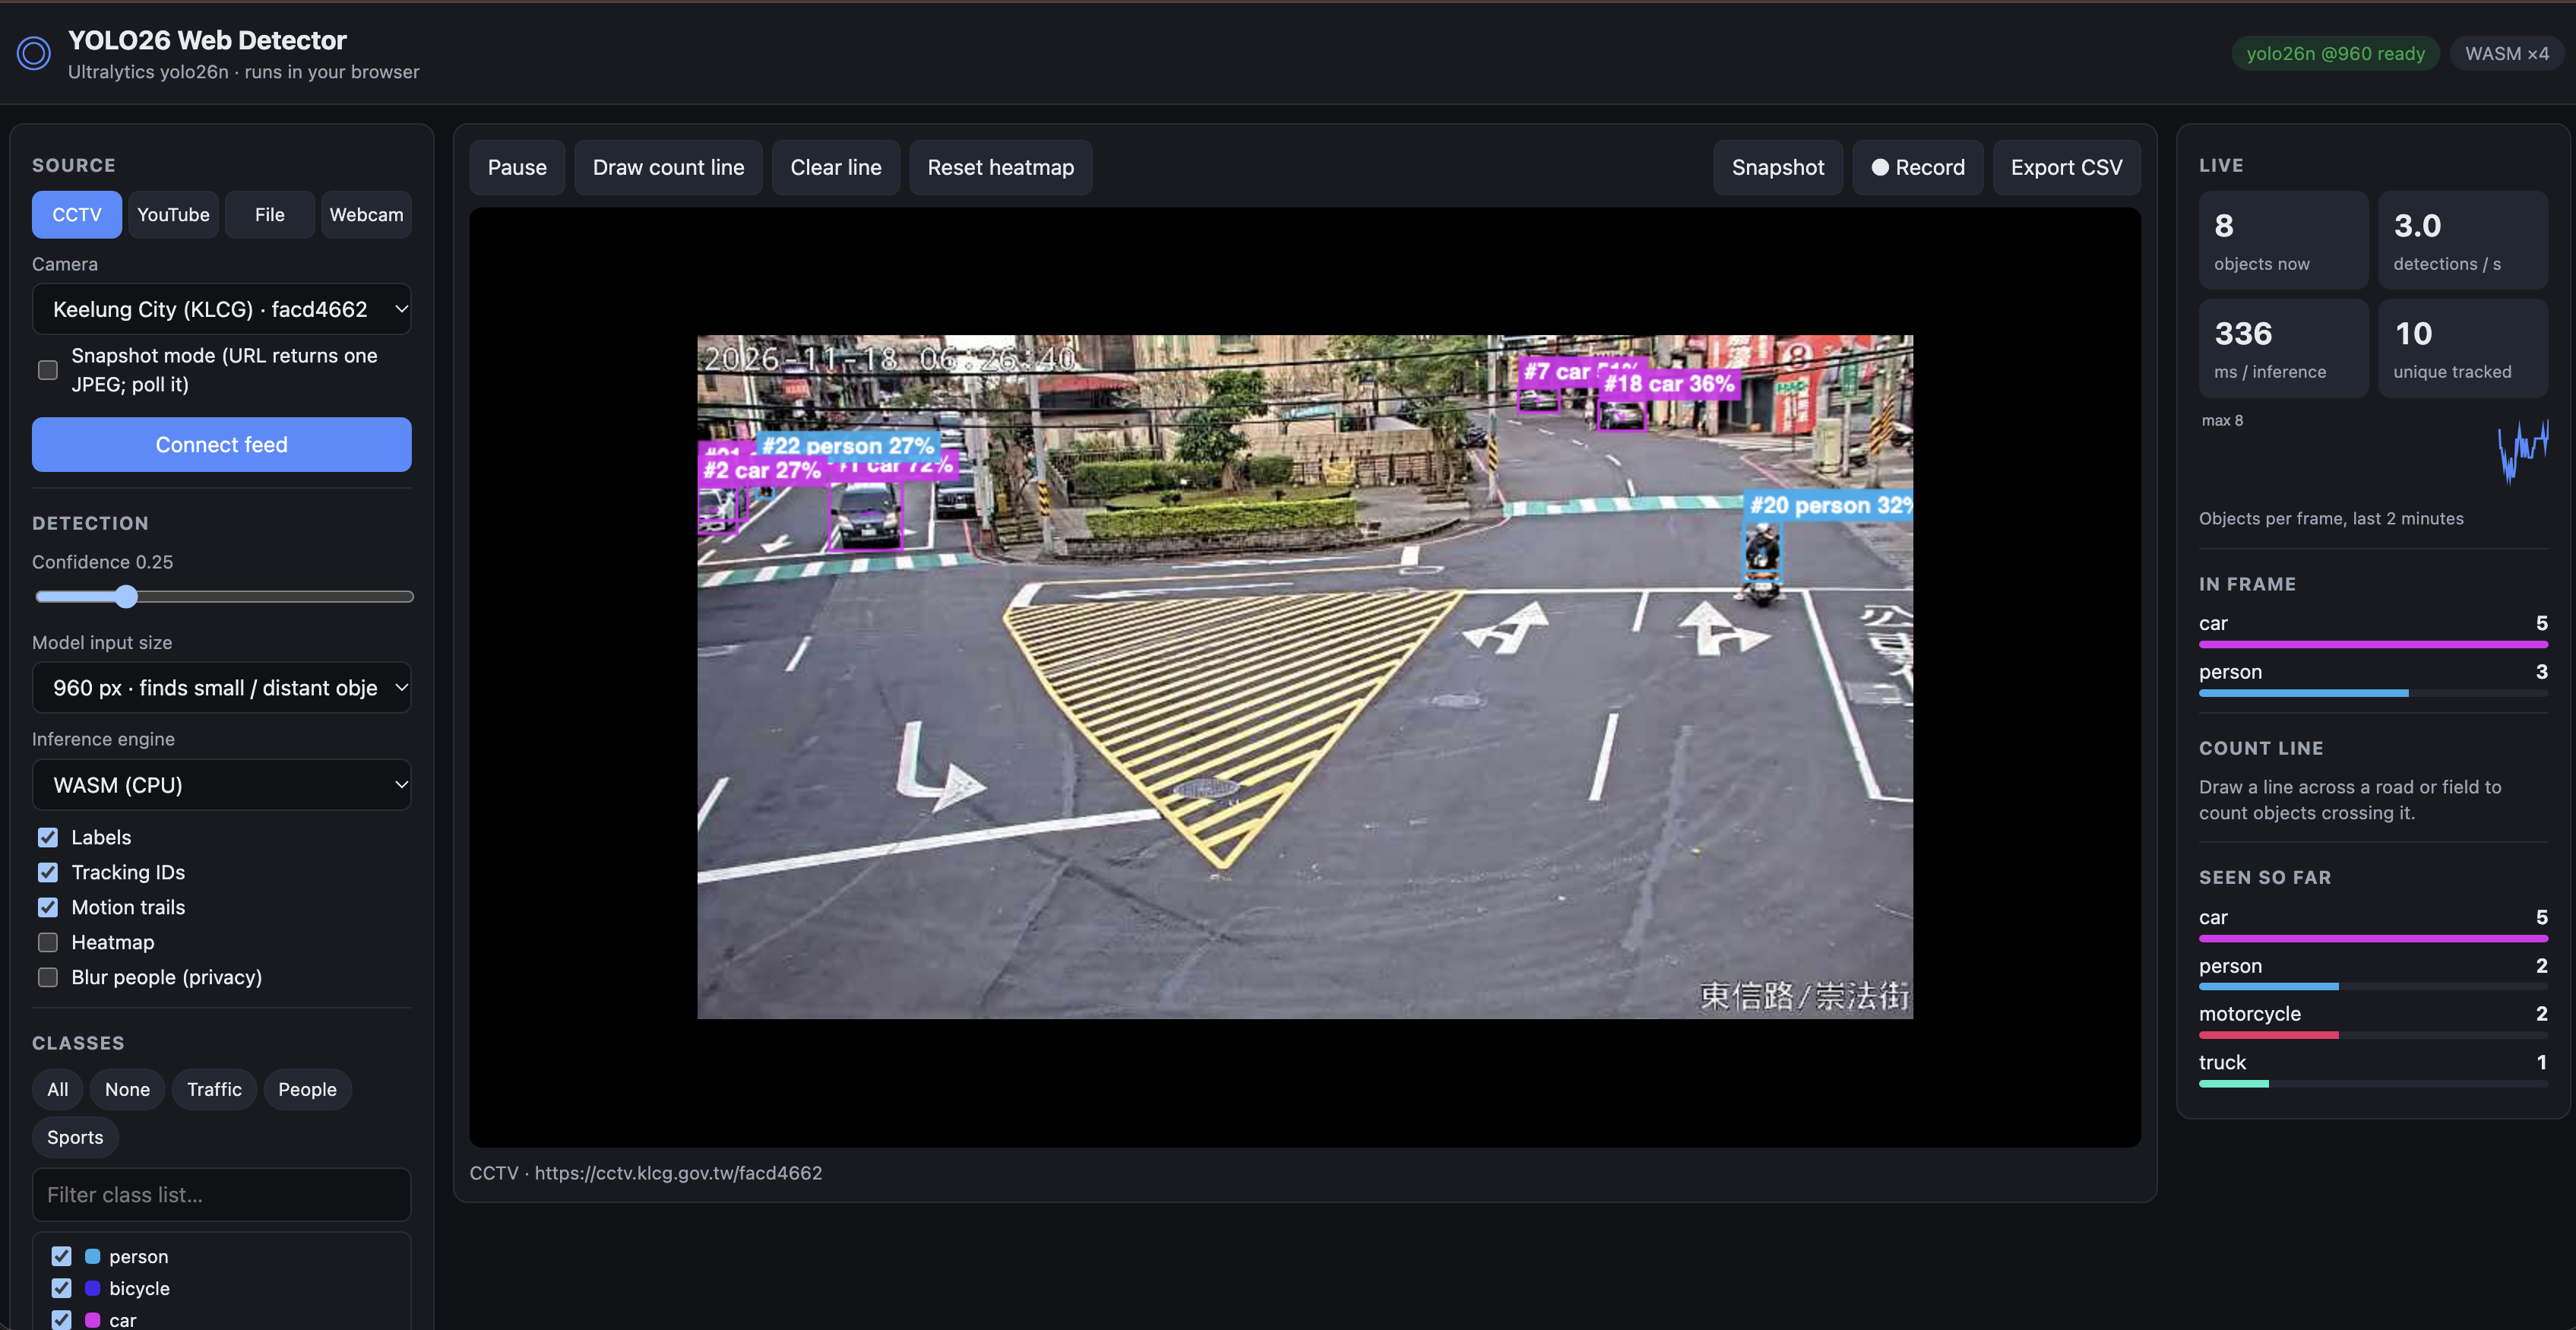 YOLO26 Web Detector
Ultralytics yolo26n · runs in your browser
yolo26n @960 ready
WASM ×4
SOURCE
CCTV
YouTube
File
Webcam
Camera
Keelung City (KLCG) · facd4662
Snapshot mode (URL returns one
JPEG; poll it)
Connect feed
DETECTION
Confidence 0.25
Model input size
960 px · finds small / distant obje
Inference engine
WASM (CPU)
Labels
Tracking IDs
Motion trails
Heatmap
Blur people (privacy)
CLASSES
All
None
Traffic
People
Sports
Filter class list...
person
bicycle
car
Pause
Draw count line
Clear line
Reset heatmap
Snapshot
Record
Export CSV
2026-11-18 06:26:40
#7 car
#18 car 36%
#22 person 27%
#2 car 27%
car 72%
#20 person 32%
東信路/崇法街
CCTV · https://cctv.klcg.gov.tw/facd4662
LIVE
8
objects now
3.0
detections / s
336
ms / inference
10
unique tracked
max 8
Objects per frame, last 2 minutes
IN FRAME
car 5
person 3
COUNT LINE
Draw a line across a road or field to
count objects crossing it.
SEEN SO FAR
car 5
person 2
motorcycle 2
truck 1